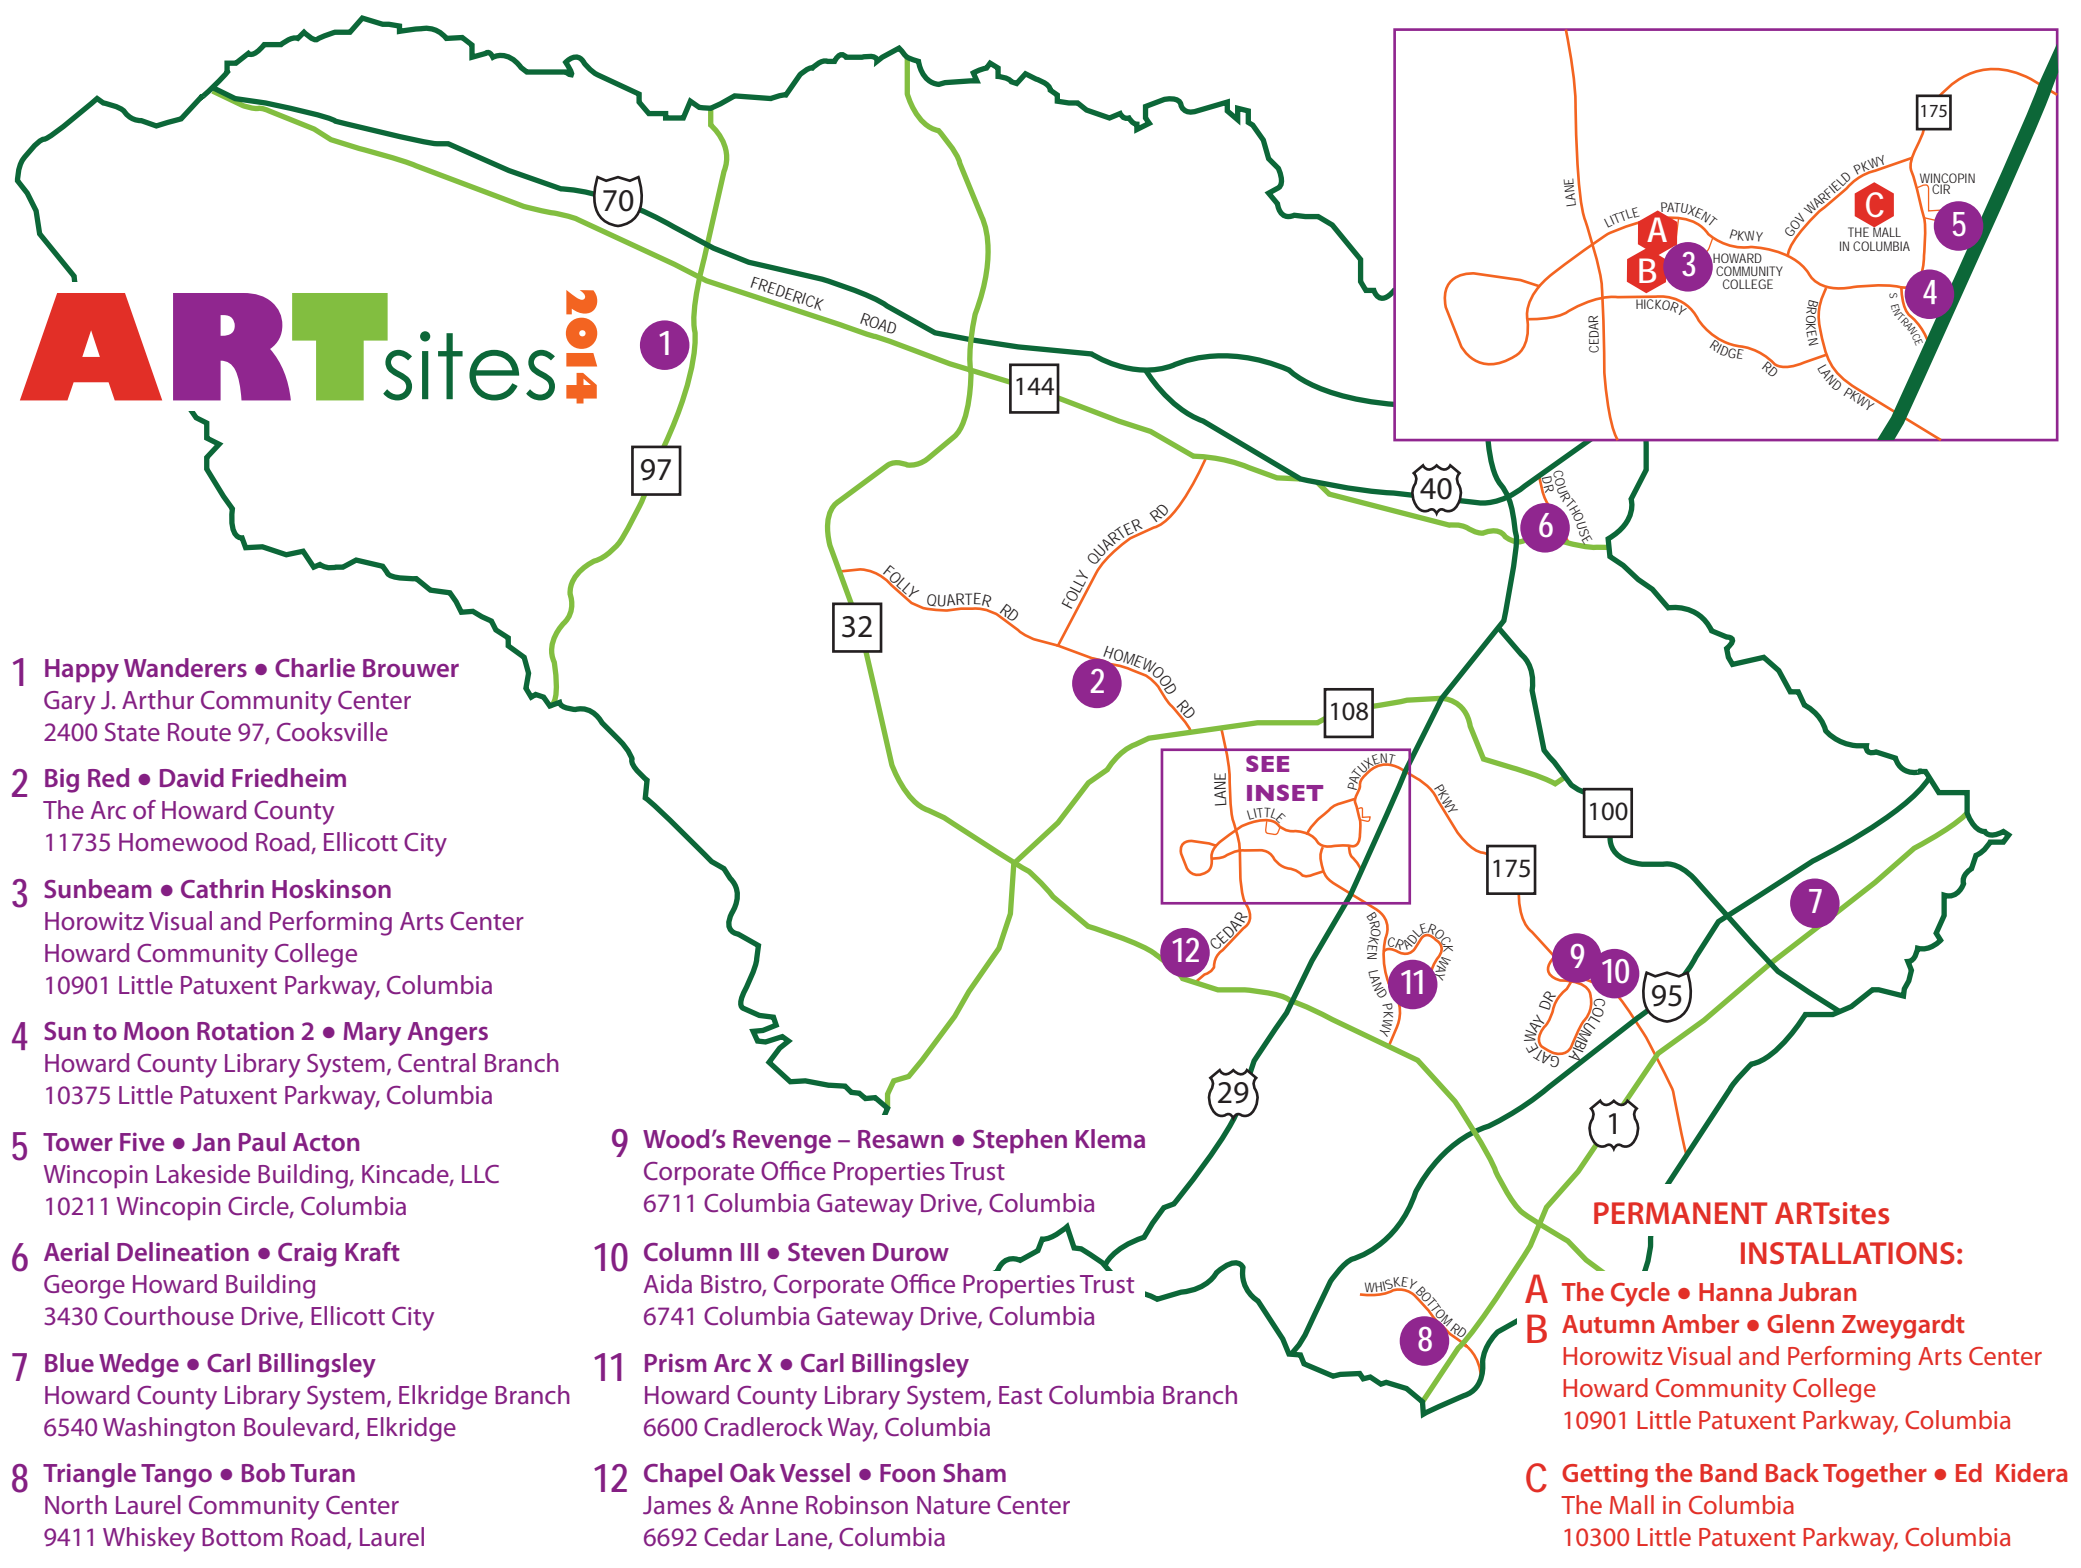 ARTsites 2014
70
FREDERICK ROAD
144
97
32
40
108
100
175
95
29
1
FOLLY QUARTER RD
FOLLY QUARTER RD
HOMEWOOD RD
COURTHOUSE DR
SEE
INSET
LANE
LITTLE
PATUXENT
PKWY
CEDAR
BROKEN LAND PKWY
CRADLEROCK WAY
GATEWAY DR
COLUMBIA
WHISKEY BOTTOM RD
1
2
6
7
8
9
10
11
12
175
LANE
LITTLE PATUXENT PKWY
GOV WARFIELD PKWY
WINCOPIN
CIR
A
B
C
3
4
5
THE MALL
IN COLUMBIA
HOWARD
COMMUNITY
COLLEGE
HICKORY RIDGE RD
CEDAR
BROKEN LAND PKWY
S ENTRANCE
1 Happy Wanderers ● Charlie Brouwer
Gary J. Arthur Community Center
2400 State Route 97, Cooksville
2 Big Red ● David Friedheim
The Arc of Howard County
11735 Homewood Road, Ellicott City
3 Sunbeam ● Cathrin Hoskinson
Horowitz Visual and Performing Arts Center
Howard Community College
10901 Little Patuxent Parkway, Columbia
4 Sun to Moon Rotation 2 ● Mary Angers
Howard County Library System, Central Branch
10375 Little Patuxent Parkway, Columbia
5 Tower Five ● Jan Paul Acton
Wincopin Lakeside Building, Kincade, LLC
10211 Wincopin Circle, Columbia
6 Aerial Delineation ● Craig Kraft
George Howard Building
3430 Courthouse Drive, Ellicott City
7 Blue Wedge ● Carl Billingsley
Howard County Library System, Elkridge Branch
6540 Washington Boulevard, Elkridge
8 Triangle Tango ● Bob Turan
North Laurel Community Center
9411 Whiskey Bottom Road, Laurel
9 Wood's Revenge – Resawn ● Stephen Klema
Corporate Office Properties Trust
6711 Columbia Gateway Drive, Columbia
10 Column III ● Steven Durow
Aida Bistro, Corporate Office Properties Trust
6741 Columbia Gateway Drive, Columbia
11 Prism Arc X ● Carl Billingsley
Howard County Library System, East Columbia Branch
6600 Cradlerock Way, Columbia
12 Chapel Oak Vessel ● Foon Sham
James & Anne Robinson Nature Center
6692 Cedar Lane, Columbia
PERMANENT ARTsites
INSTALLATIONS:
A The Cycle ● Hanna Jubran
B Autumn Amber ● Glenn Zweygardt
Horowitz Visual and Performing Arts Center
Howard Community College
10901 Little Patuxent Parkway, Columbia
C Getting the Band Back Together ● Ed Kidera
The Mall in Columbia
10300 Little Patuxent Parkway, Columbia